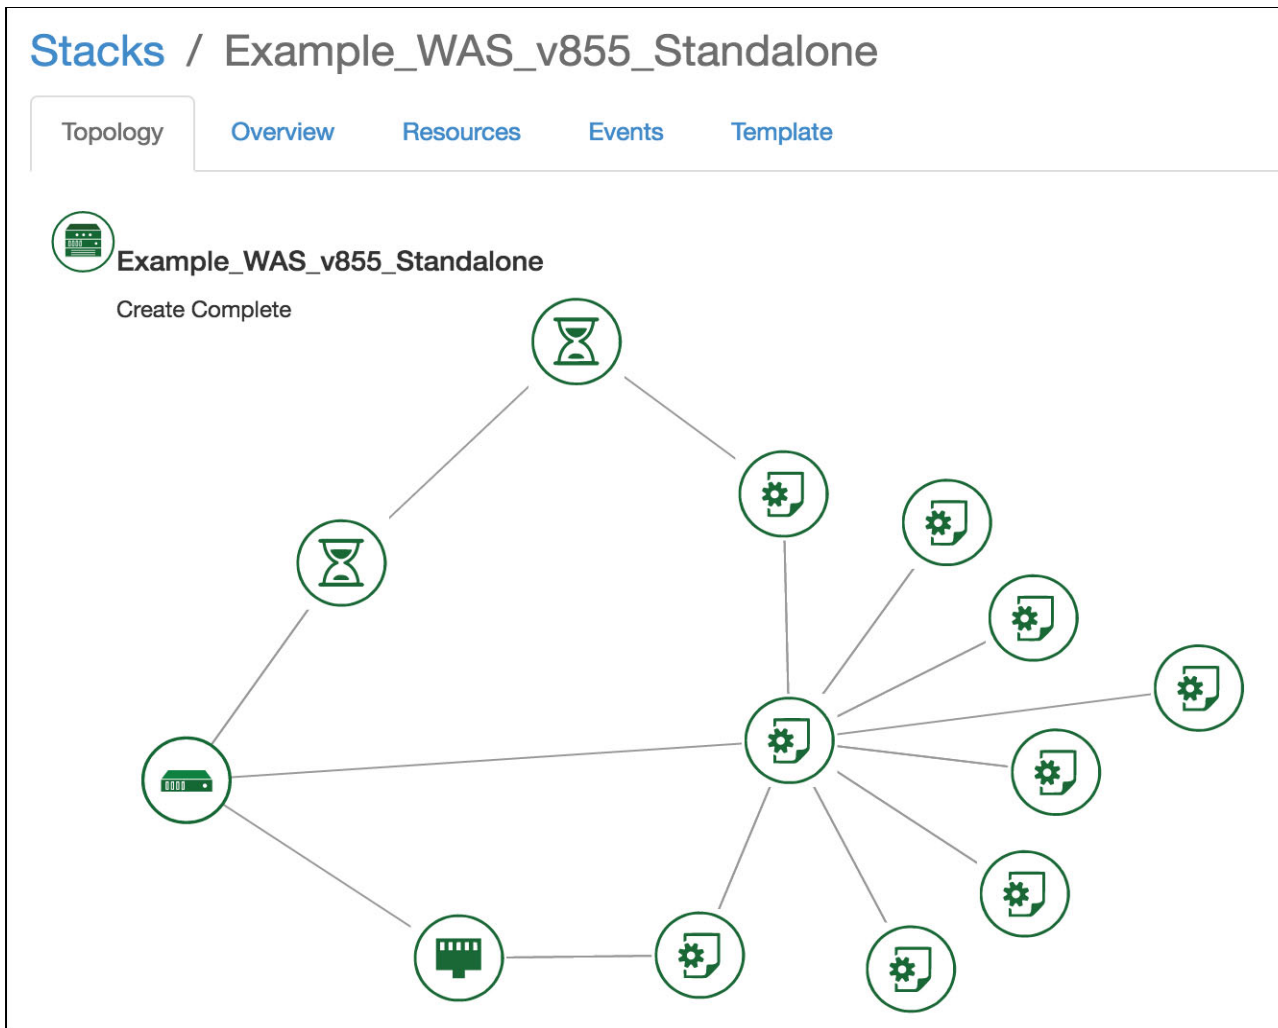 Stacks / Example_WAS_v855_Standalone
Topology Overview Resources Events Template
Example_WAS_v855_Standalone
Create Complete